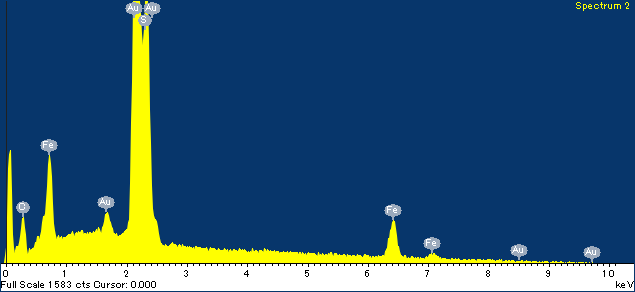 Spectrum 2
Au Au
S
Fe
Au
C
Fe
Fe
Au
Au
0 1 2 3 4 5 6 7 8 9 10
Full Scale 1583 cts Cursor: 0.000 keV